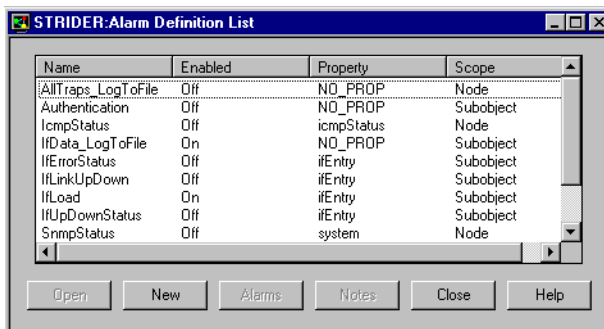 STRIDER:Alarm Definition List
Name Enabled Property Scope
AllTraps_LogToFile Off NO_PROP Node
Authentication Off NO_PROP Subobject
IcmpStatus Off icmpStatus Node
IfData_LogToFile On NO_PROP Subobject
IfErrorStatus Off ifEntry Subobject
IfLinkUpDown Off ifEntry Subobject
IfLoad On ifEntry Subobject
IfUpDownStatus Off ifEntry Subobject
SnmpStatus Off system Node
Open New Alarms Notes Close Help